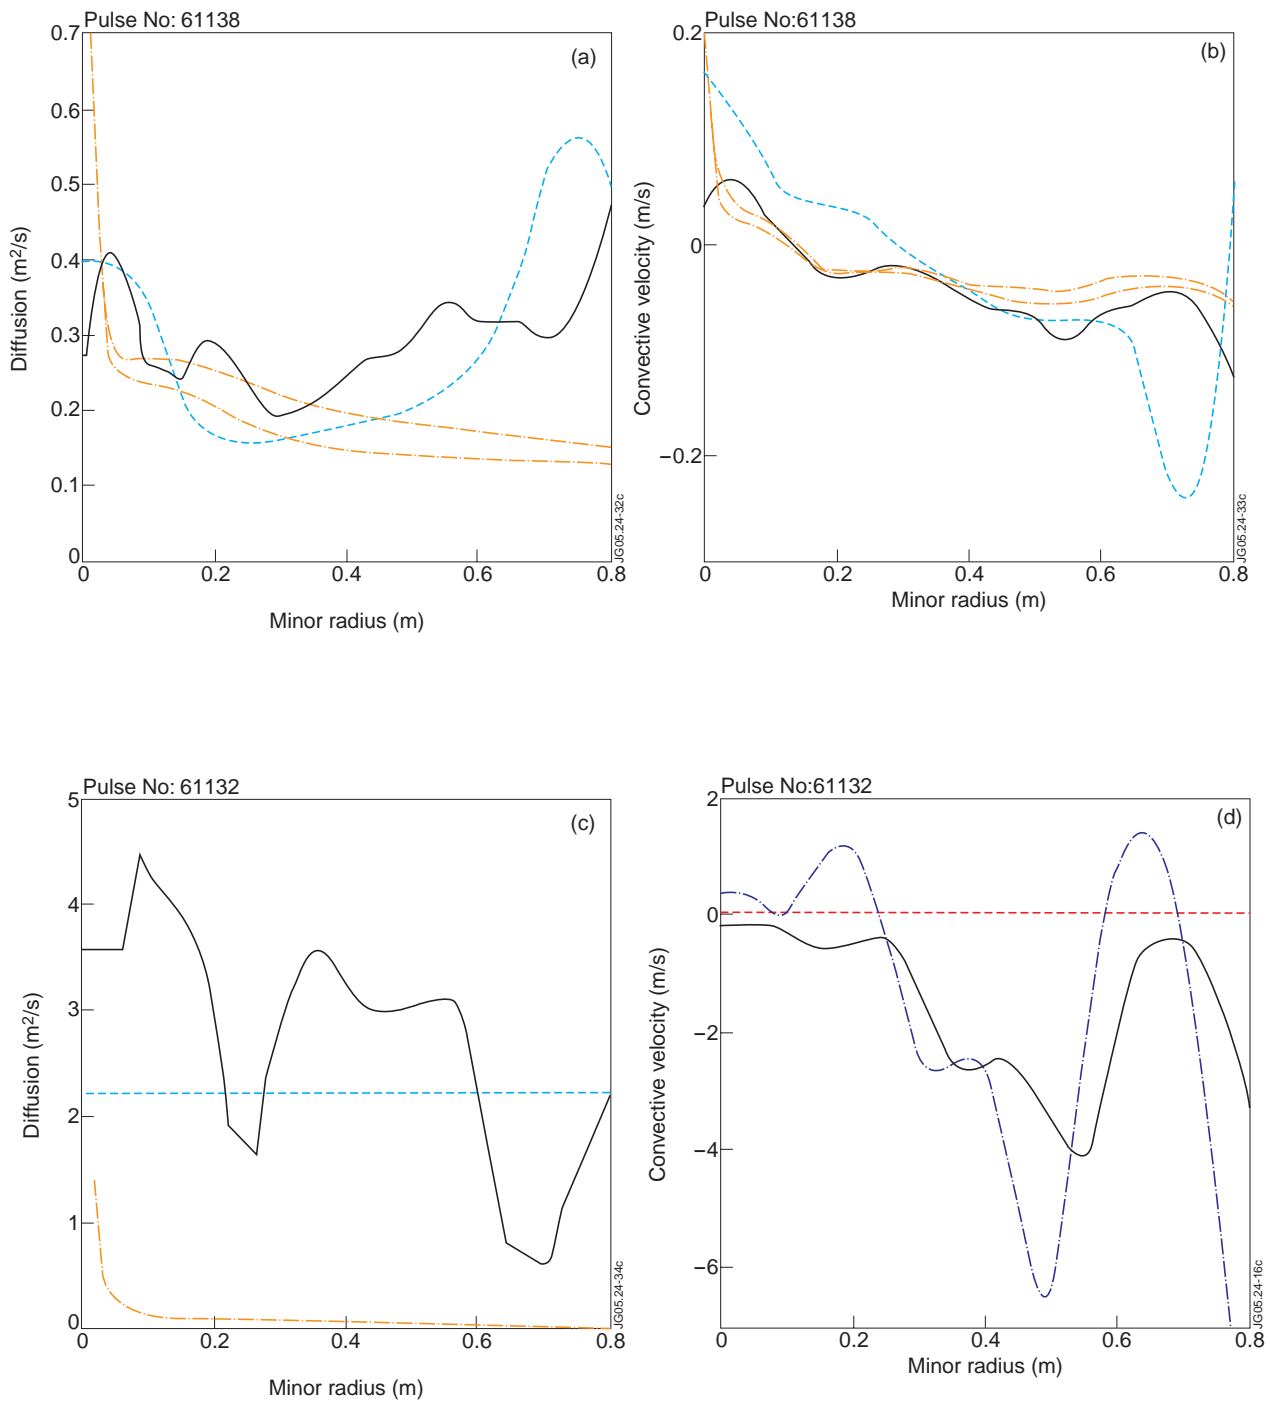 Pulse No: 61138
(a)
0.7
0.6
0.5
0.4
0.3
0.2
0.1
0
0
0.2
0.4
0.6
0.8
Diffusion (m²/s)
Minor radius (m)
JG05.24-32c
Pulse No:61138
(b)
0.2
0
−0.2
0
0.2
0.4
0.6
0.8
Convective velocity (m/s)
Minor radius (m)
JG05.24-33c
Pulse No: 61132
(c)
5
4
3
2
1
0
0
0.2
0.4
0.6
0.8
Diffusion (m²/s)
Minor radius (m)
JG05.24-34c
Pulse No:61132
(d)
2
0
−2
−4
−6
0
0.2
0.4
0.6
0.8
Convective velocity (m/s)
Minor radius (m)
JG05.24-16c